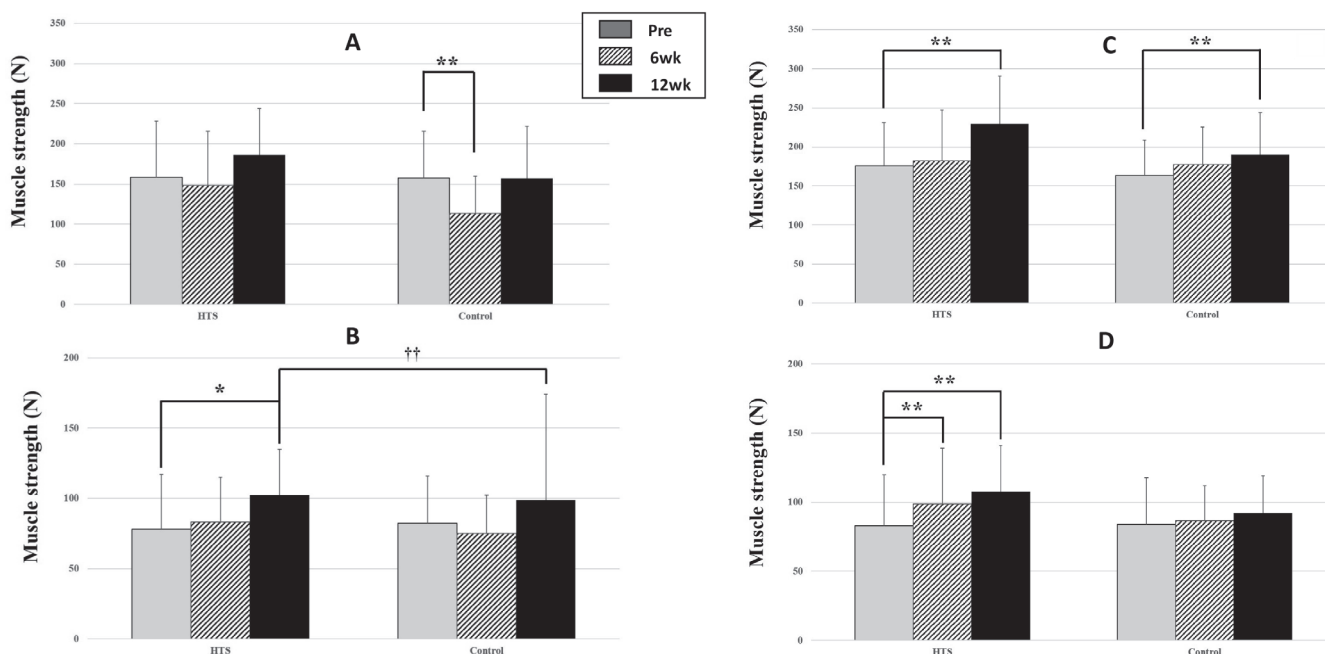 A
Muscle strength (N)
350
300
250
200
150
100
50
0
**
HTS
Control
Pre
6wk
12wk
C
Muscle strength (N)
350
300
250
200
150
100
50
0
**
**
HTS
Control
B
Muscle strength (N)
200
150
100
50
0
*
††
HTS
Control
D
Muscle strength (N)
200
150
100
50
0
**
**
HTS
Control